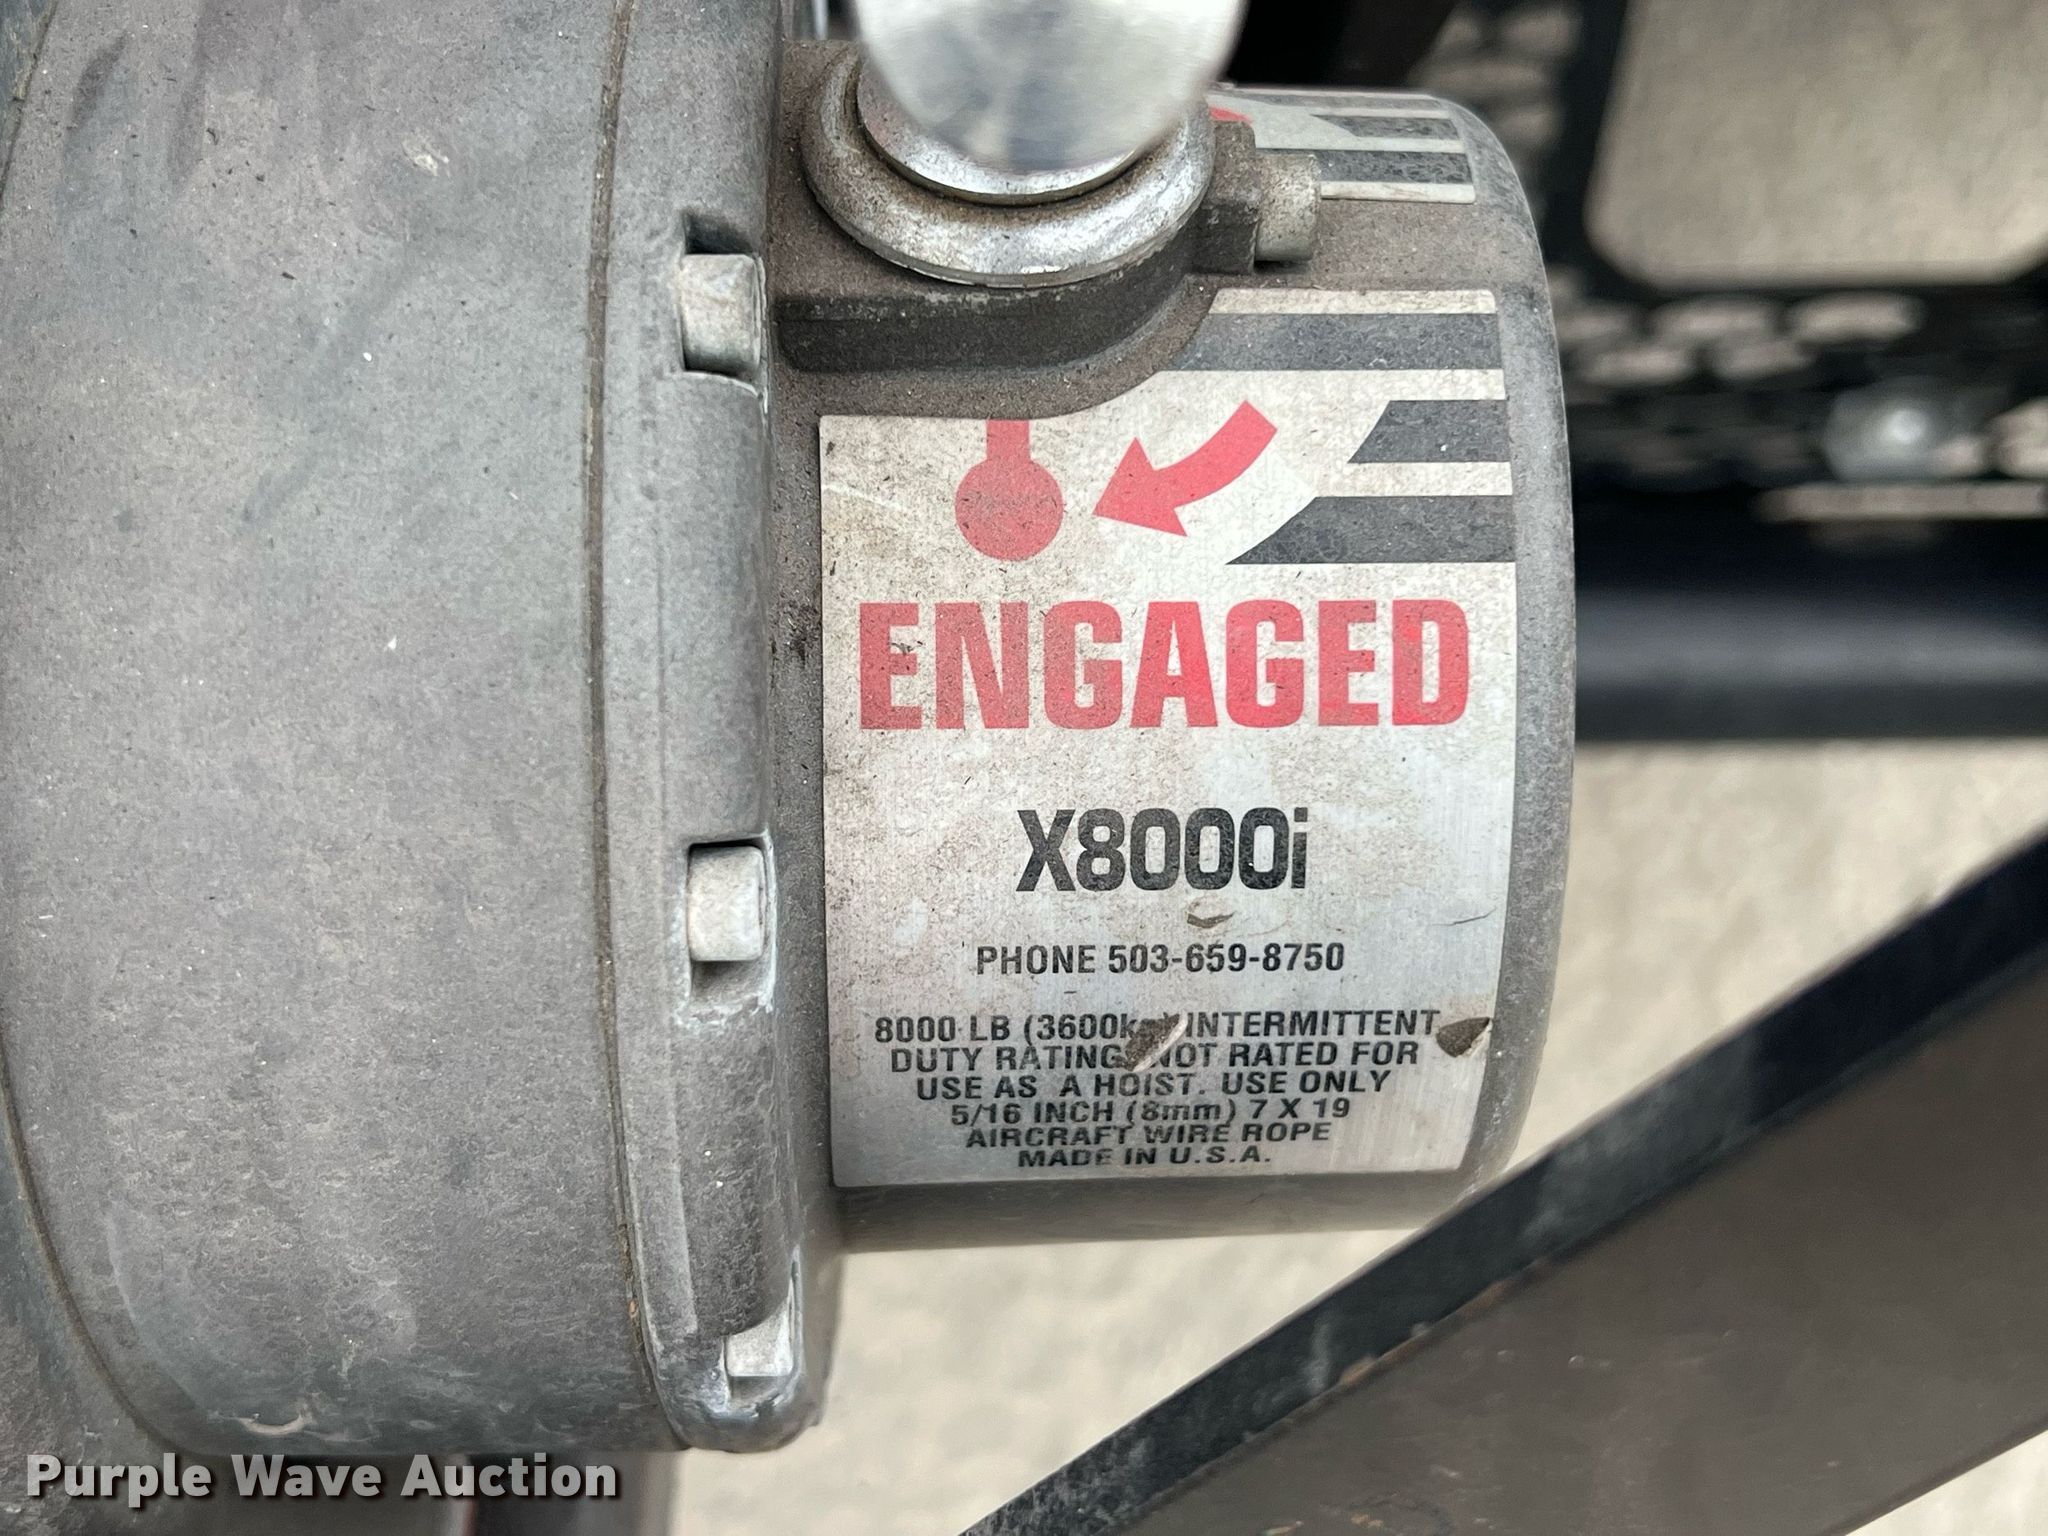 ENGAGED
X8000i
PHONE 503-659-8750
8000 LB (3600kg) INTERMITTENT
DUTY RATING NOT RATED FOR
USE AS A HOIST. USE ONLY
5/16 INCH (8mm) 7 X 19
AIRCRAFT WIRE ROPE
MADE IN U.S.A.
Purple Wave Auction